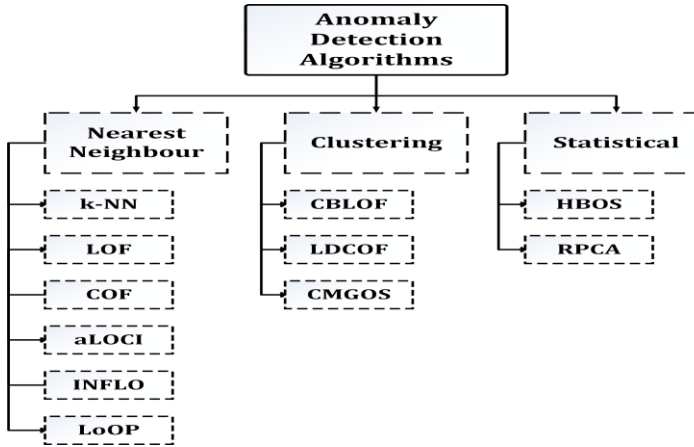 Anomaly
Detection
Algorithms
Nearest
Neighbour
k-NN
LOF
COF
aLOCI
INFLO
LoOP
Clustering
CBLOF
LDCOF
CMGOS
Statistical
HBOS
RPCA